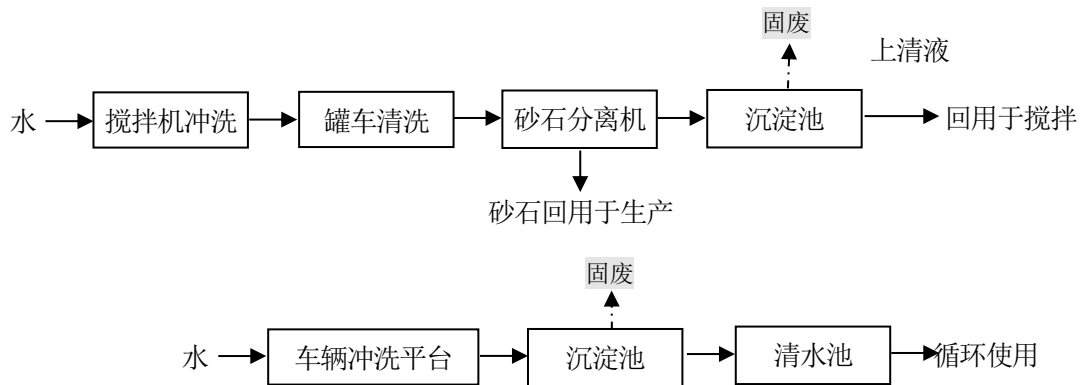 固废
上清液
水 搅拌机冲洗 罐车清洗 砂石分离机 沉淀池 回用于搅拌
砂石回用于生产
固废
水 车辆冲洗平台 沉淀池 清水池 循环使用